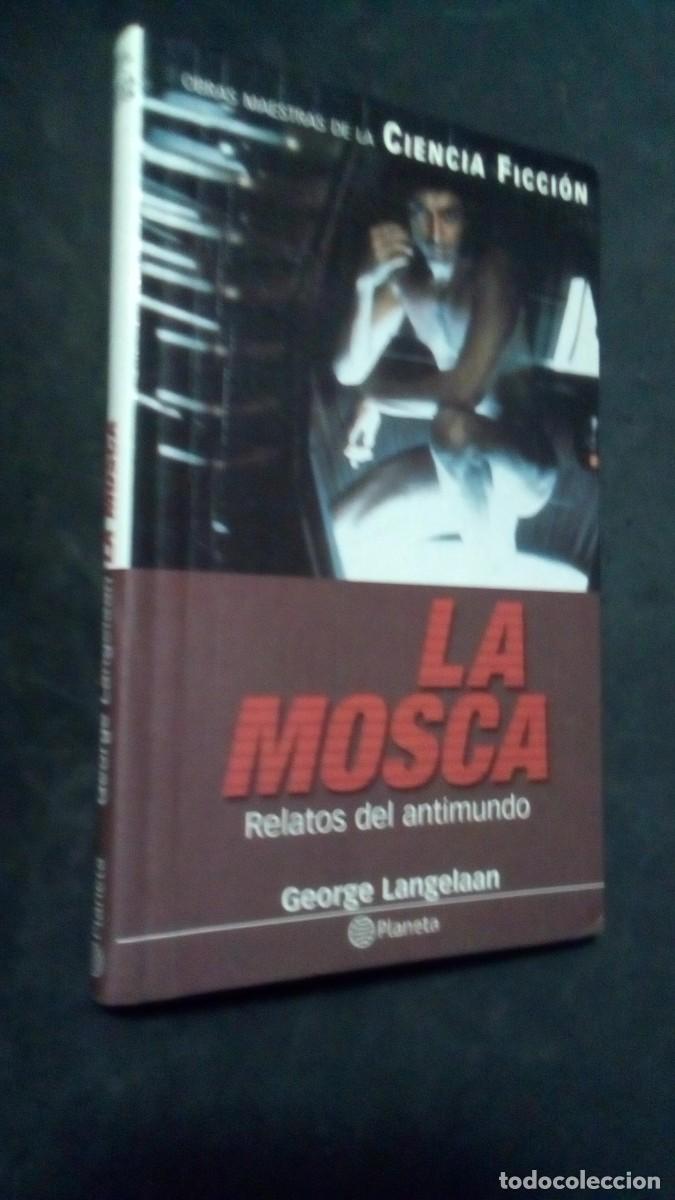 OBRAS MAESTRAS DE LA CIENCIA FICCIÓN
LA
MOSCA
Relatos del antimundo
George Langelaan
Planeta
Planeta George Langelaan LA MOSCA
todocoleccion